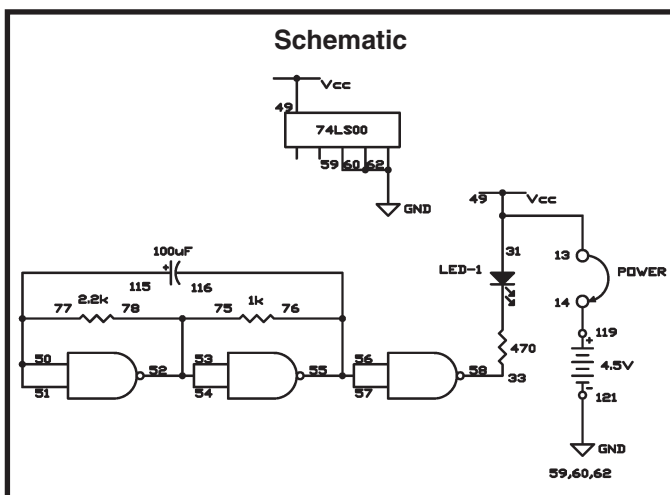 Schematic
Vcc
49
74LS00
59 60 62
GND
49 Vcc
100uF
+
115 116
31
13
LED-1
POWER
14
2.2k
1k
77 78 75 76
119
+
470
4.5V
50 53 56
52 55 58
51 54 57
33
-
121
GND
59,60,62